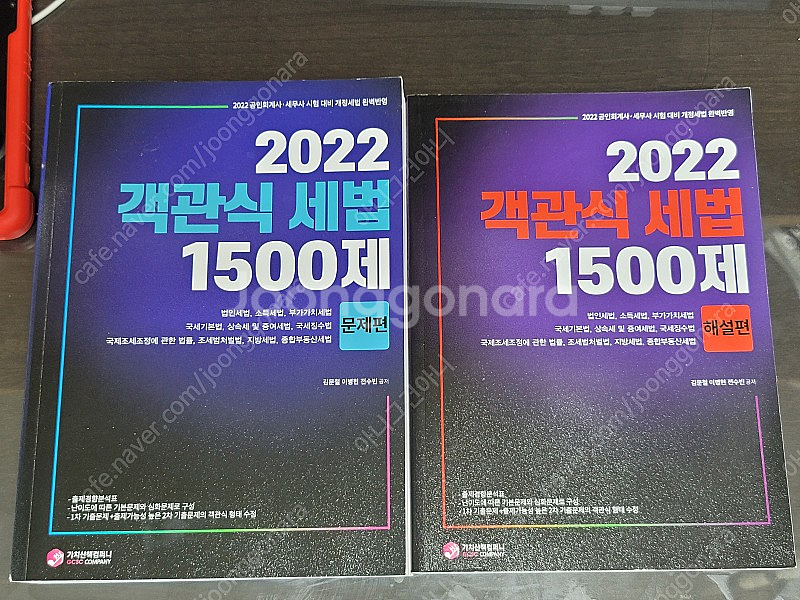 2022 공인회계사·세무사 시험 대비 개정세법 완벽반영
2022
객관식 세법
1500제
법인세법, 소득세법, 부가가치세법
국세기본법, 상속세 및 증여세법, 국세징수법
국제조세조정에 관한 법률, 조세범처벌법, 지방세법, 종합부동산세법
문제편
김문철 이병현 전수빈 공저
- 출제경향분석표
- 난이도에 따른 기본문제와 심화문제로 구성
- 1차 기출문제 +출제가능성 높은 2차 기출문제의 객관식 형태 수정
가치산책컴퍼니
GCSC COMPANY
2022 공인회계사·세무사 시험 대비 개정세법 완벽반영
2022
객관식 세법
1500제
법인세법, 소득세법, 부가가치세법
국세기본법, 상속세 및 증여세법, 국세징수법
국제조세조정에 관한 법률, 조세범처벌법, 지방세법, 종합부동산세법
해설편
김문철 이병현 전수빈 공저
- 출제경향분석표
- 난이도에 따른 기본문제와 심화문제로 구성
- 1차 기출문제 +출제가능성 높은 2차 기출문제의 객관식 형태 수정
가치산책컴퍼니
GCSC COMPANY
joonggonara
cafe.naver.com/joonggonara